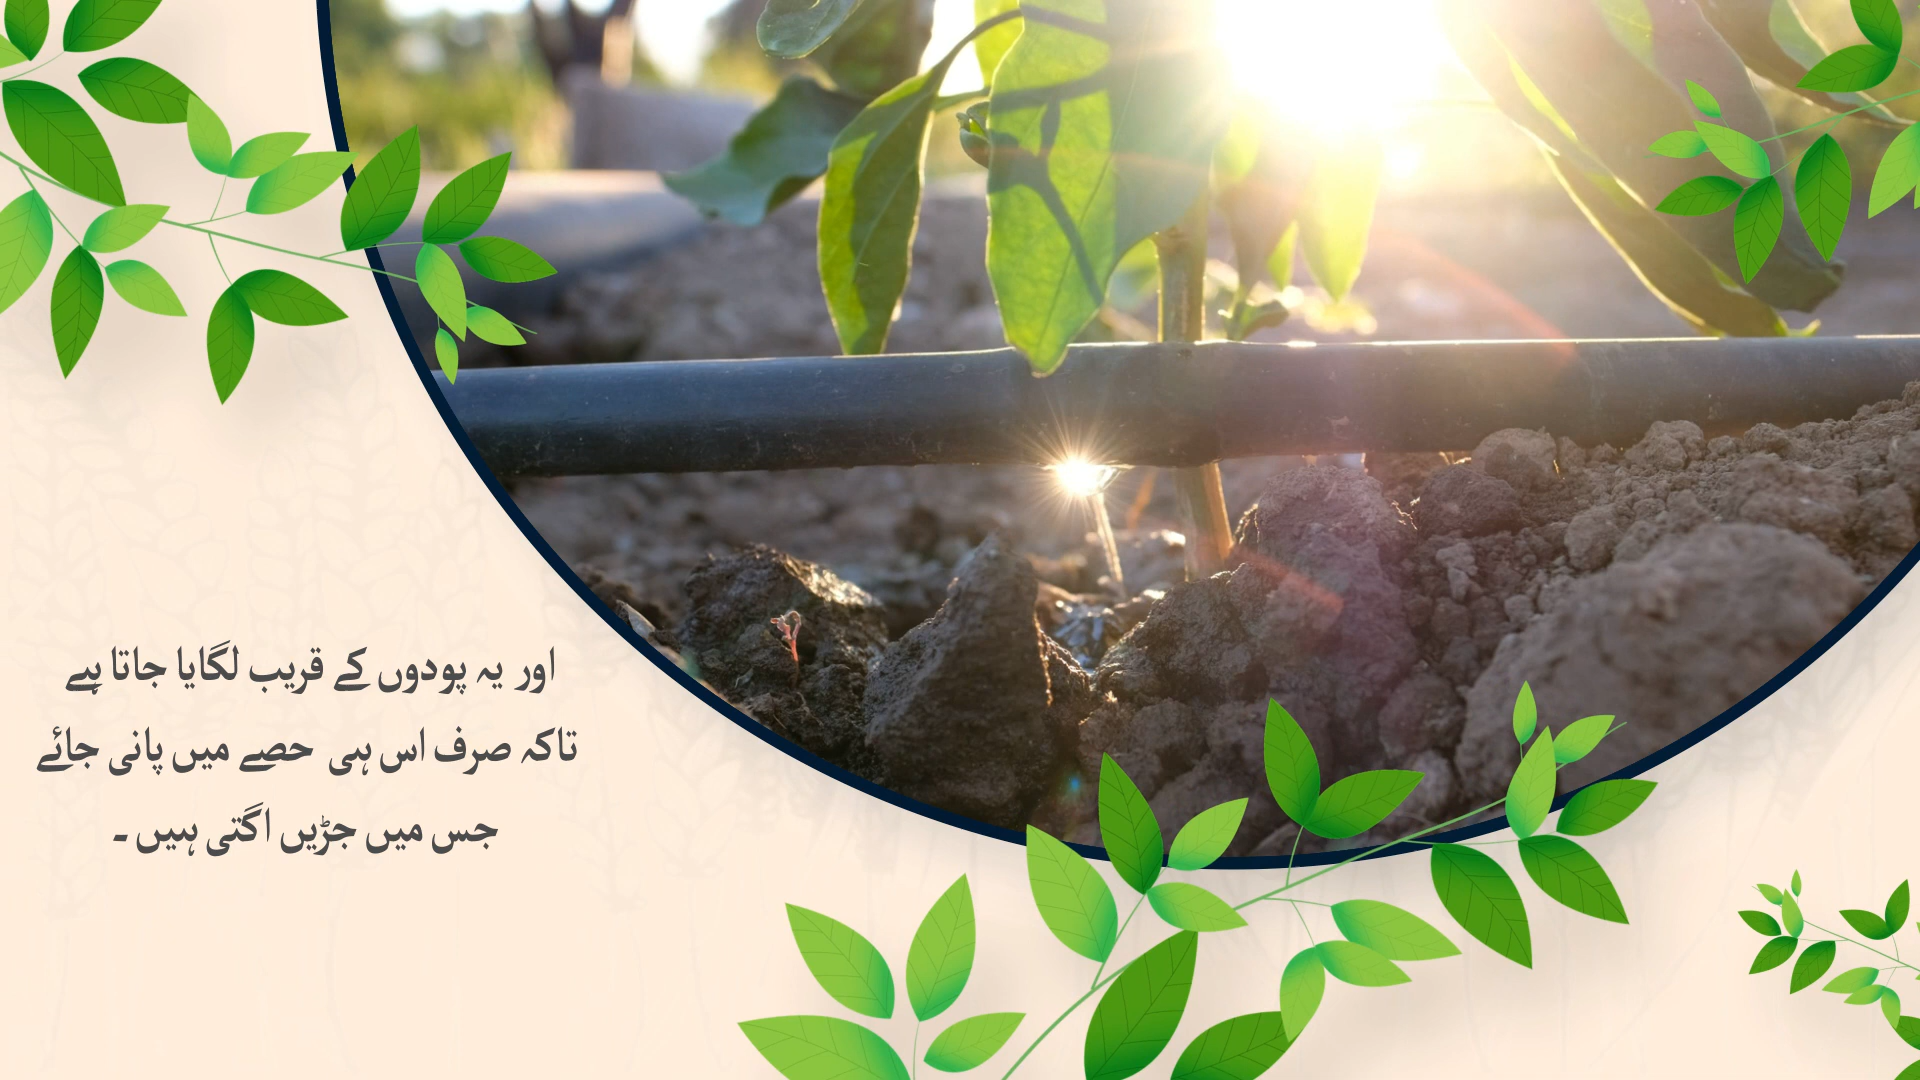 اور یہ پودوں کے قریب لگایا جاتا ہے
تاکہ صرف اس ہی حصے میں پانی جائے
جس میں جڑیں اگتی ہیں ۔